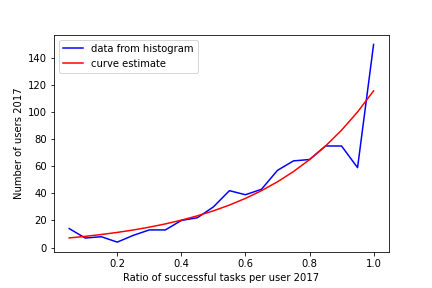 data from histogram
curve estimate
140
120
100
80
60
40
20
0
Number of users 2017
0.2 0.4 0.6 0.8 1.0
Ratio of successful tasks per user 2017